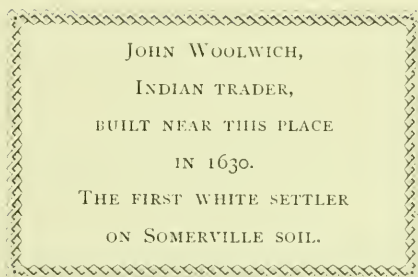 JOHN WOOLWICH,
INDIAN TRADER,
BUILT NEAR THIS PLACE
IN 1630.
THE FIRST WHITE SETTLER
ON SOMERVILLE SOIL.